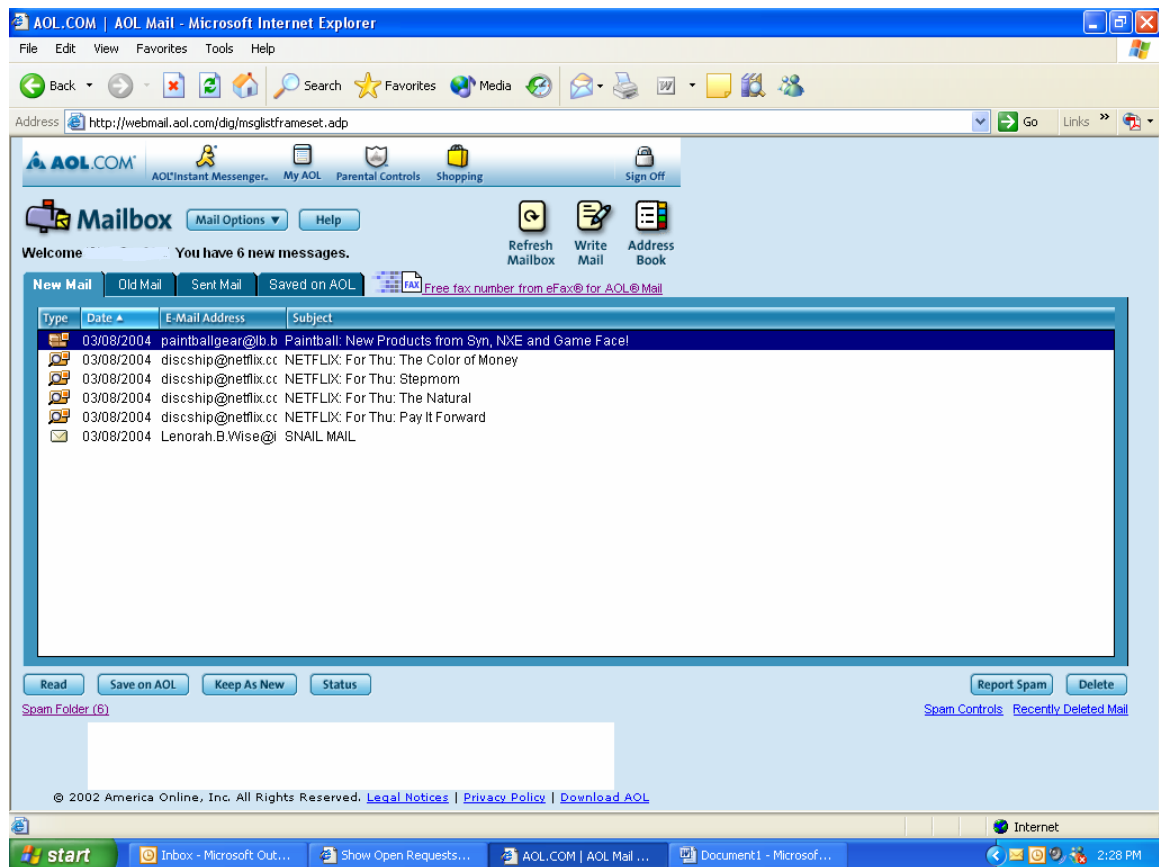 AOL.COM | AOL Mail - Microsoft Internet Explorer
File Edit View Favorites Tools Help
Back Search Favorites Media
Address http://webmail.aol.com/dig/msglistframeset.adp Go Links »
AOL.COM AOL Instant Messenger. My AOL Parental Controls Shopping Sign Off
Mailbox Mail Options Help Refresh Mailbox Write Mail Address Book
Welcome You have 6 new messages.
New Mail Old Mail Sent Mail Saved on AOL FAX Free fax number from eFax® for AOL® Mail
Type Date E-Mail Address Subject
03/08/2004 paintballgear@lb.b Paintball: New Products from Syn, NXE and Game Face!
03/08/2004 discship@netflix.cc NETFLIX: For Thu: The Color of Money
03/08/2004 discship@netflix.cc NETFLIX: For Thu: Stepmom
03/08/2004 discship@netflix.cc NETFLIX: For Thu: The Natural
03/08/2004 discship@netflix.cc NETFLIX: For Thu: Pay It Forward
03/08/2004 Lenorah.B.Wise@i SNAIL MAIL
Read Save on AOL Keep As New Status Report Spam Delete
Spam Folder (6) Spam Controls Recently Deleted Mail
© 2002 America Online, Inc. All Rights Reserved. Legal Notices | Privacy Policy | Download AOL
Internet
start Inbox - Microsoft Out... Show Open Requests... AOL.COM | AOL Mail ... Document1 - Microsof... 2:28 PM